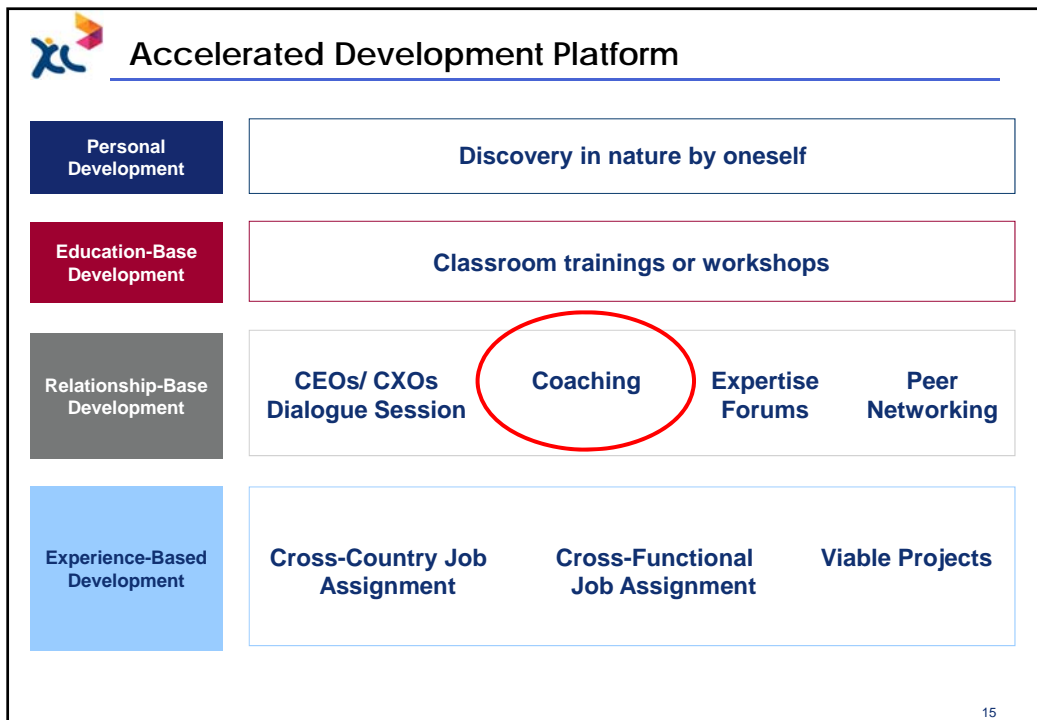 XL
Accelerated Development Platform
Personal
Development
Discovery in nature by oneself
Education-Base
Development
Classroom trainings or workshops
Relationship-Base
Development
CEOs/ CXOs
Dialogue Session
Coaching
Expertise
Forums
Peer
Networking
Experience-Based
Development
Cross-Country Job
Assignment
Cross-Functional
Job Assignment
Viable Projects
15